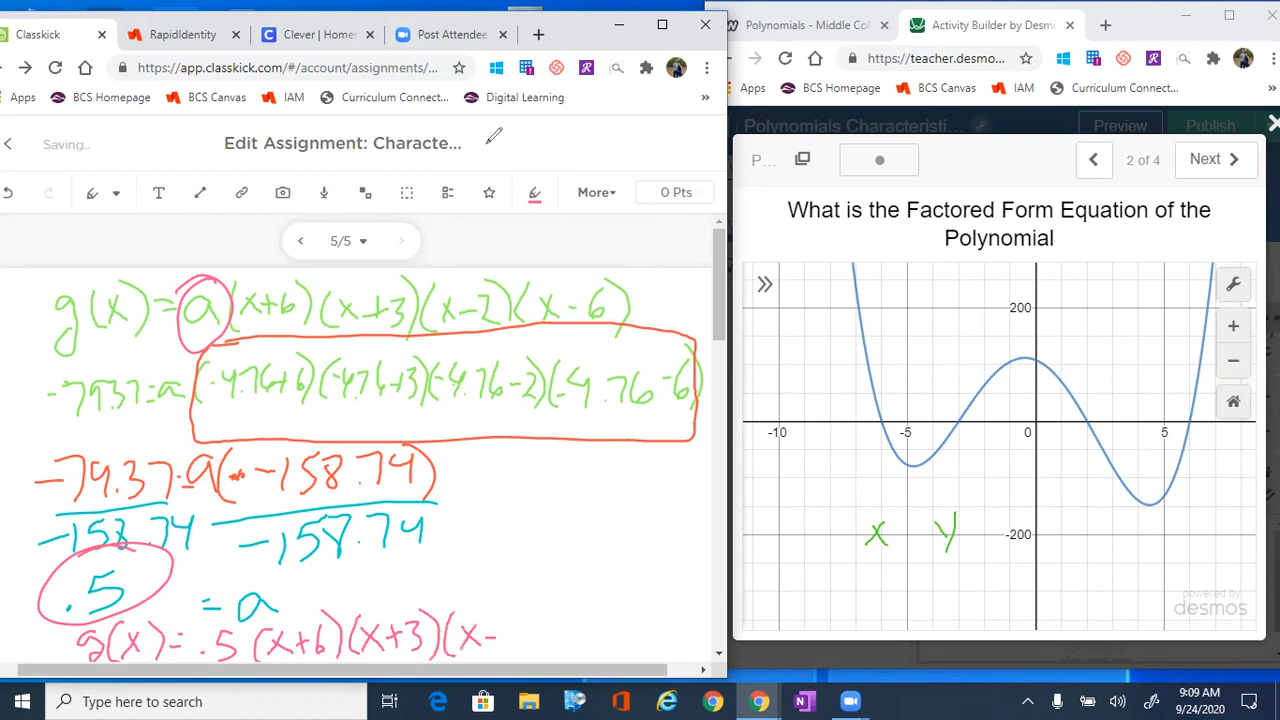 ssick
RapidIdentity
Clever | Home
Post Attendee
https://app.classkick.com/#/account/assignments/...
Apps
BCS Homepage
BCS Canvas
IAM
Curriculum Connect...
Digital Learning
»
Saving..
Edit Assignment: Characte...
T
More
0 Pts
5/5
g(x)=a(x+6)(x+3)(x-2)(x-6)
-79.37=a(-4.76+6)(-4.76+3)(-4.76-2)(-4.76-6)
-79.37=a(-158.74)
-158.74 -158.74
.5 = a
g(x)= .5(x+6)(x+3)(x-
Polynomials - Middle Col
Activity Builder by Desmos
https://teacher.desmo...
Apps
BCS Homepage
BCS Canvas
IAM
Curriculum Connect...
»
Polynomials Characteristi...
Preview
Publish
P...
2 of 4
Next
What is the Factored Form Equation of the
Polynomial
200
-10
-5
0
5
-200
x y
powered by
desmos
Type here to search
9:09 AM
9/24/2020